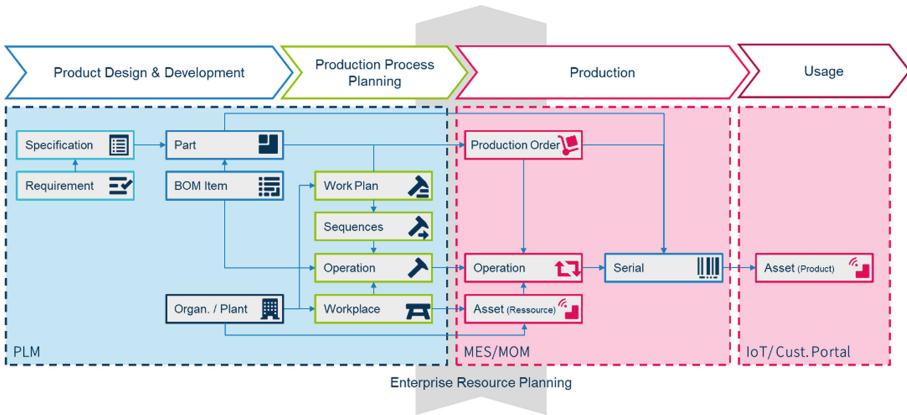 Product Design & Development
Production Process
Planning
Production
Usage
Specification
Part
Production Order
Requirement
BOM Item
Work Plan
Sequences
Operation
Operation
Serial
Asset (Product)
Organ. / Plant
Workplace
Asset (Ressource)
PLM
MES/MOM
IoT/ Cust. Portal
Enterprise Resource Planning